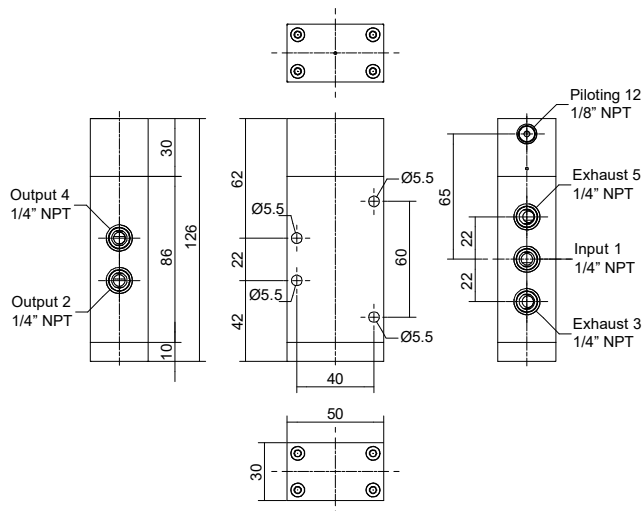 Piloting 12
1/8” NPT
Output 4
1/4” NPT
Output 2
1/4” NPT
30
86
10
126
62
22
42
Ø5.5
Ø5.5
Ø5.5
Ø5.5
60
40
65
22
22
Exhaust 5
1/4” NPT
Input 1
1/4” NPT
Exhaust 3
1/4” NPT
50
30